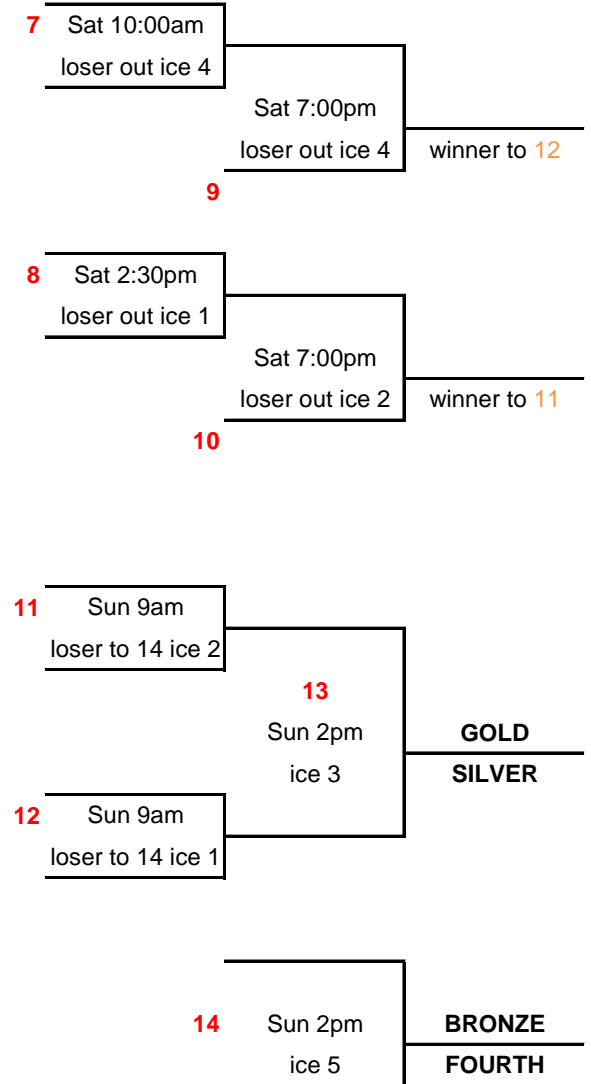 7 Sat 10:00am
loser out ice 4
Sat 7:00pm
loser out ice 4 winner to 12
9
8 Sat 2:30pm
loser out ice 1
Sat 7:00pm
loser out ice 2 winner to 11
10
11 Sun 9am
loser to 14 ice 2
13
Sun 2pm GOLD
ice 3 SILVER
12 Sun 9am
loser to 14 ice 1
14 Sun 2pm BRONZE
ice 5 FOURTH